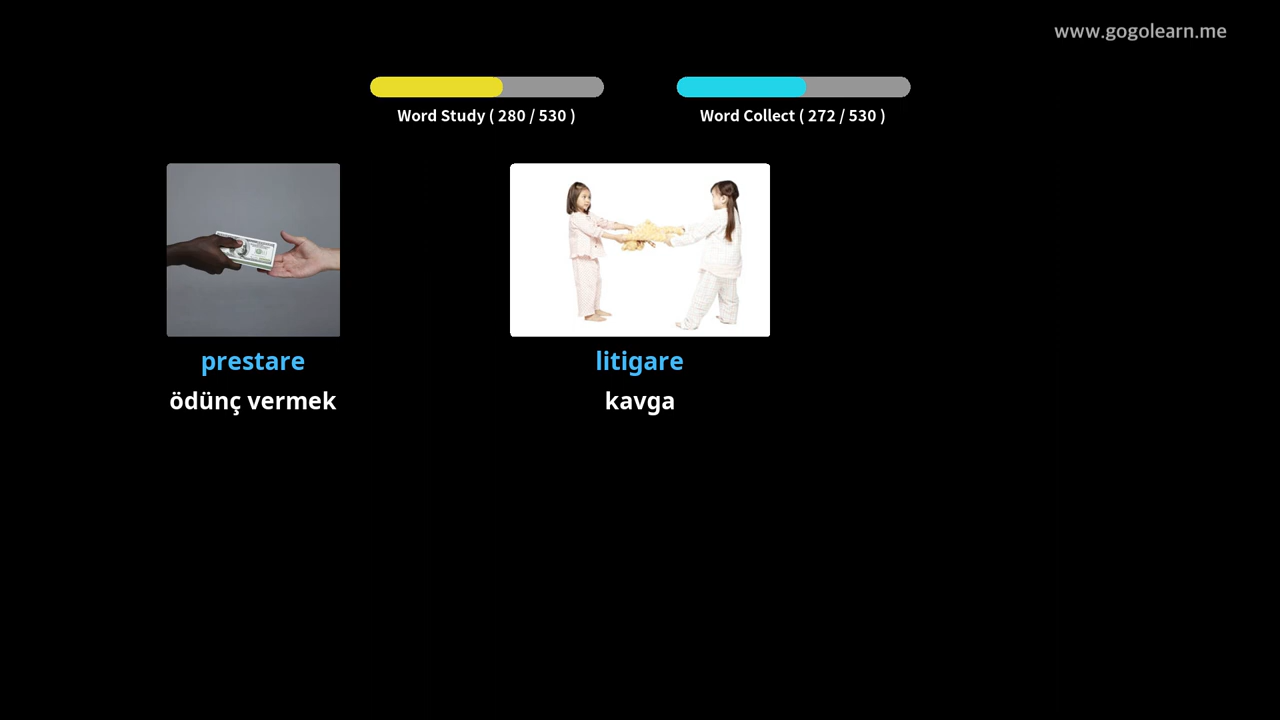 www.gogolearn.me
Word Study ( 280 / 530 )
Word Collect ( 272 / 530 )
prestare
ödünç vermek
litigare
kavga